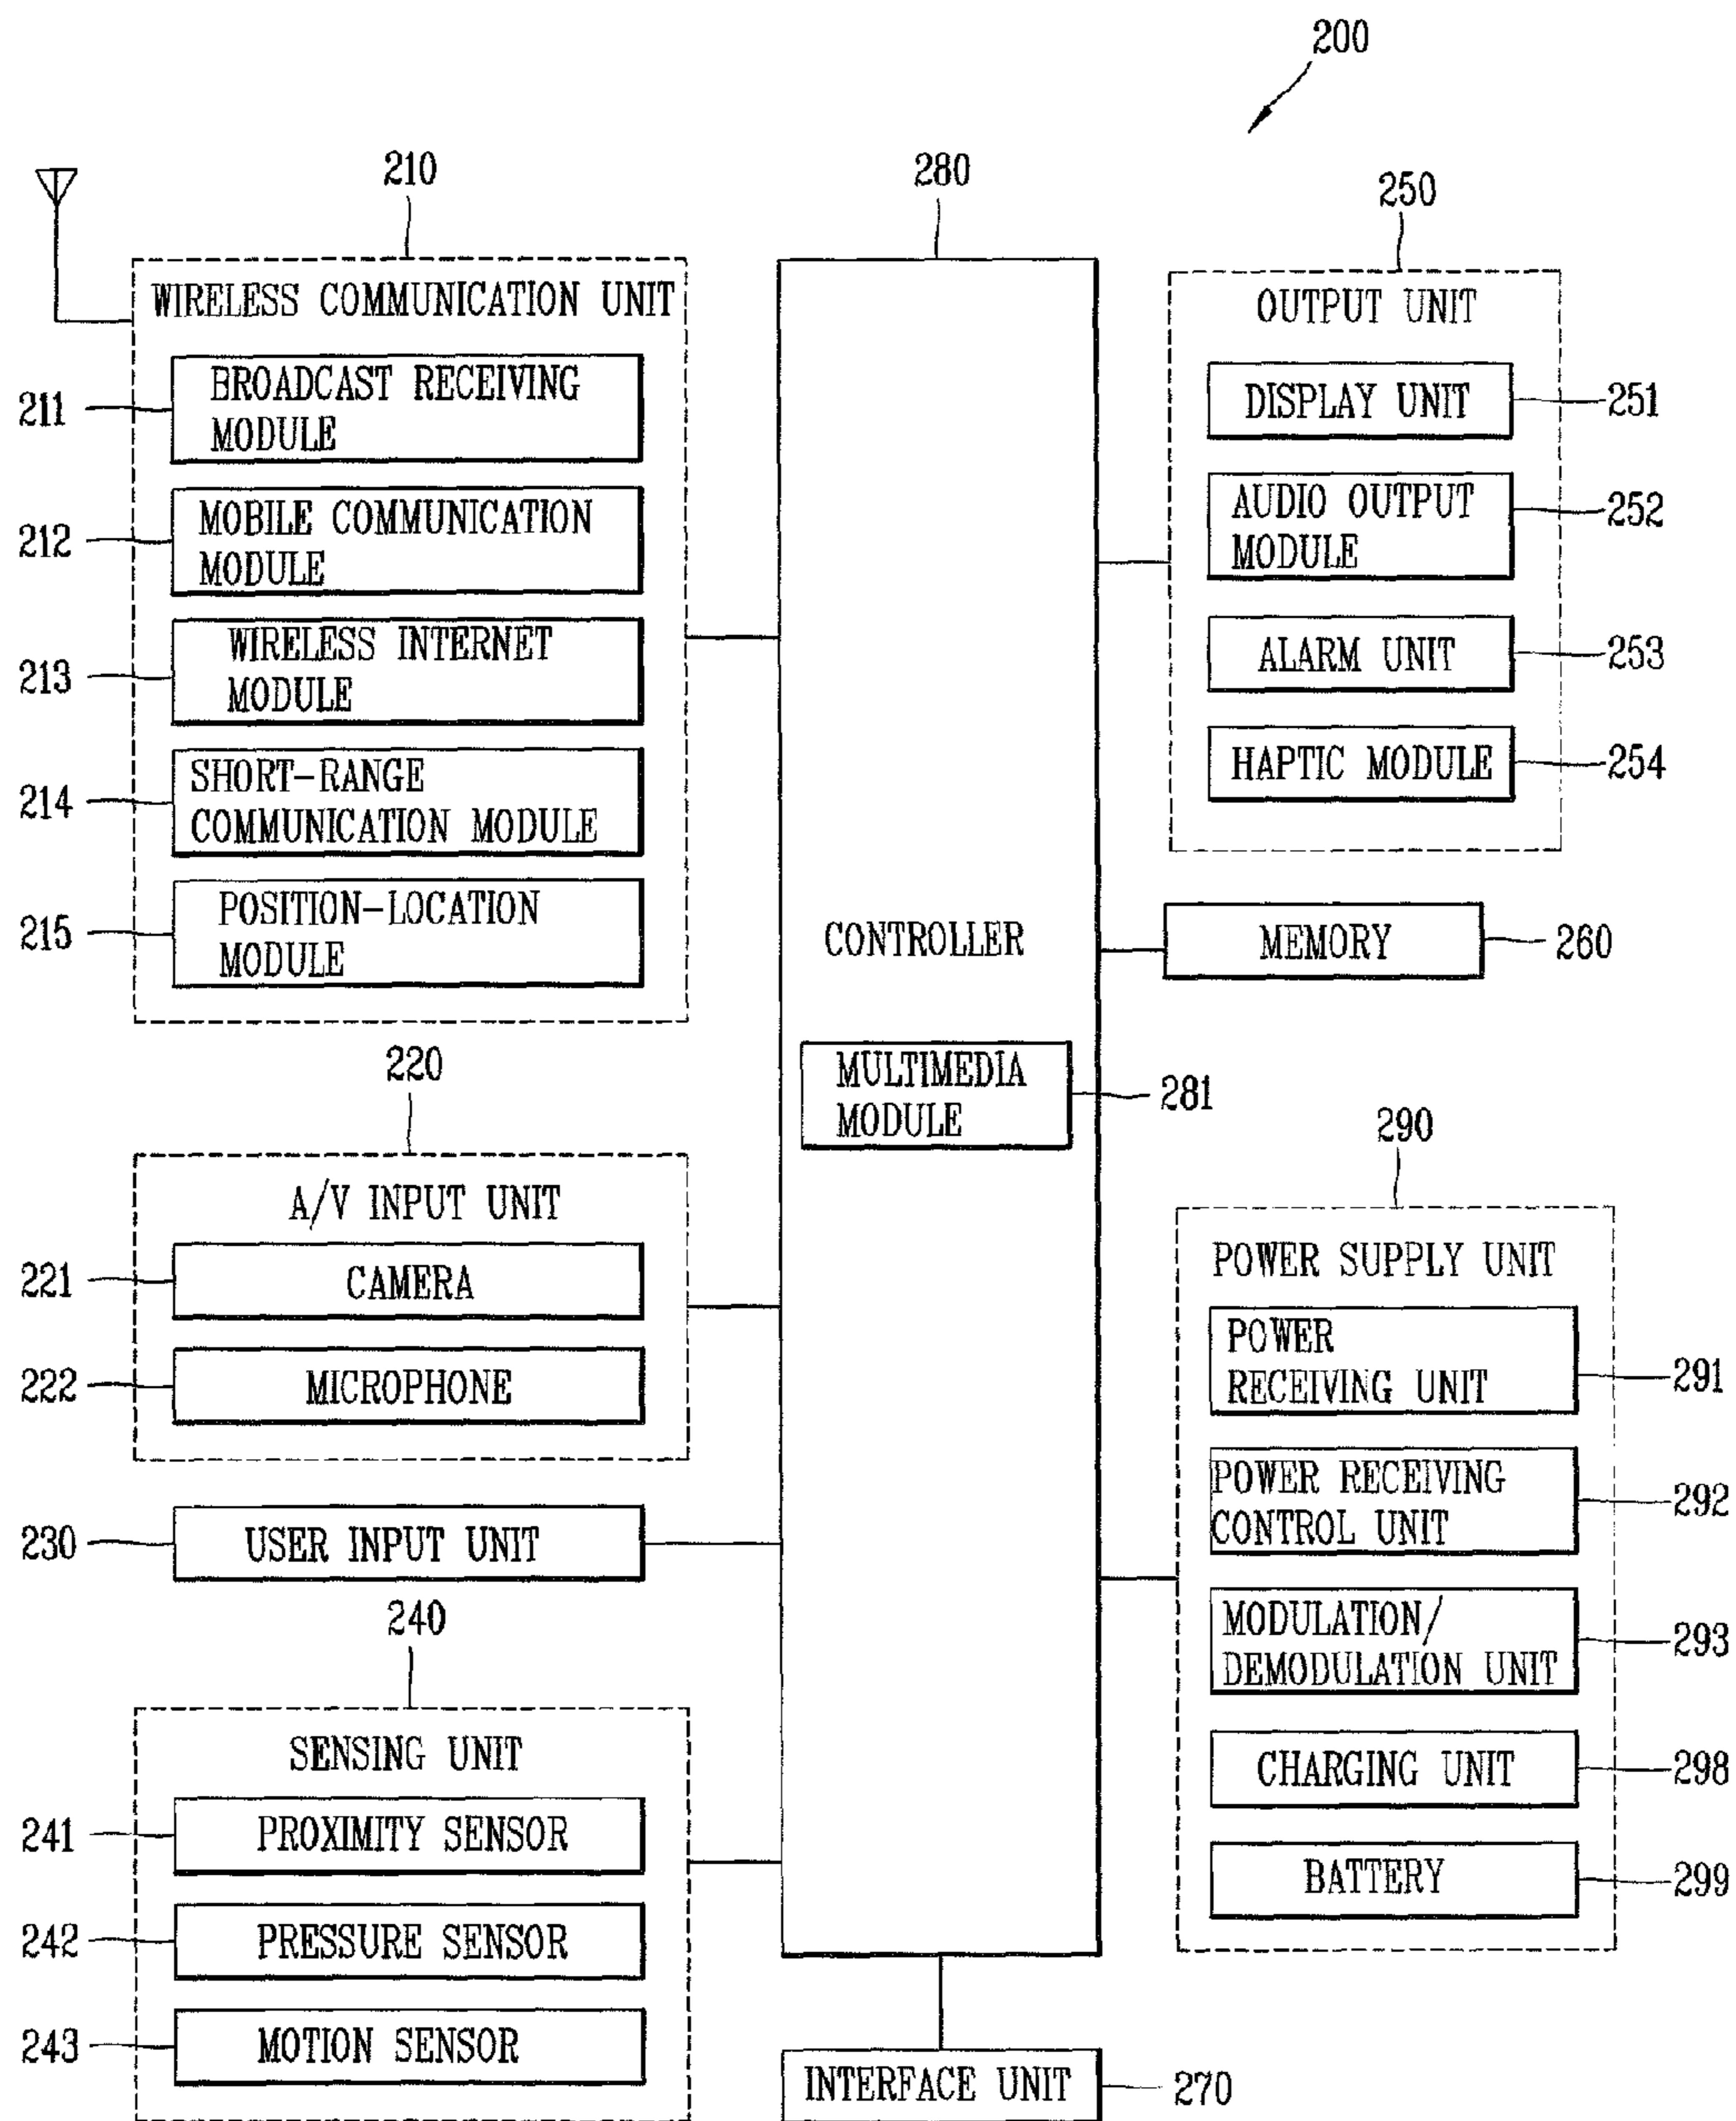 200
210
WIRELESS COMMUNICATION UNIT
211
BROADCAST RECEIVING
MODULE
212
MOBILE COMMUNICATION
MODULE
213
WIRELESS INTERNET
MODULE
214
SHORT-RANGE
COMMUNICATION MODULE
215
POSITION-LOCATION
MODULE
220
A/V INPUT UNIT
221
CAMERA
222
MICROPHONE
230
USER INPUT UNIT
240
SENSING UNIT
241
PROXIMITY SENSOR
242
PRESSURE SENSOR
243
MOTION SENSOR
280
CONTROLLER
MULTIMEDIA
MODULE
281
INTERFACE UNIT
270
250
OUTPUT UNIT
DISPLAY UNIT
251
AUDIO OUTPUT
MODULE
252
ALARM UNIT
253
HAPTIC MODULE
254
MEMORY
260
290
POWER SUPPLY UNIT
POWER
RECEIVING UNIT
291
POWER RECEIVING
CONTROL UNIT
292
MODULATION/
DEMODULATION UNIT
293
CHARGING UNIT
298
BATTERY
299